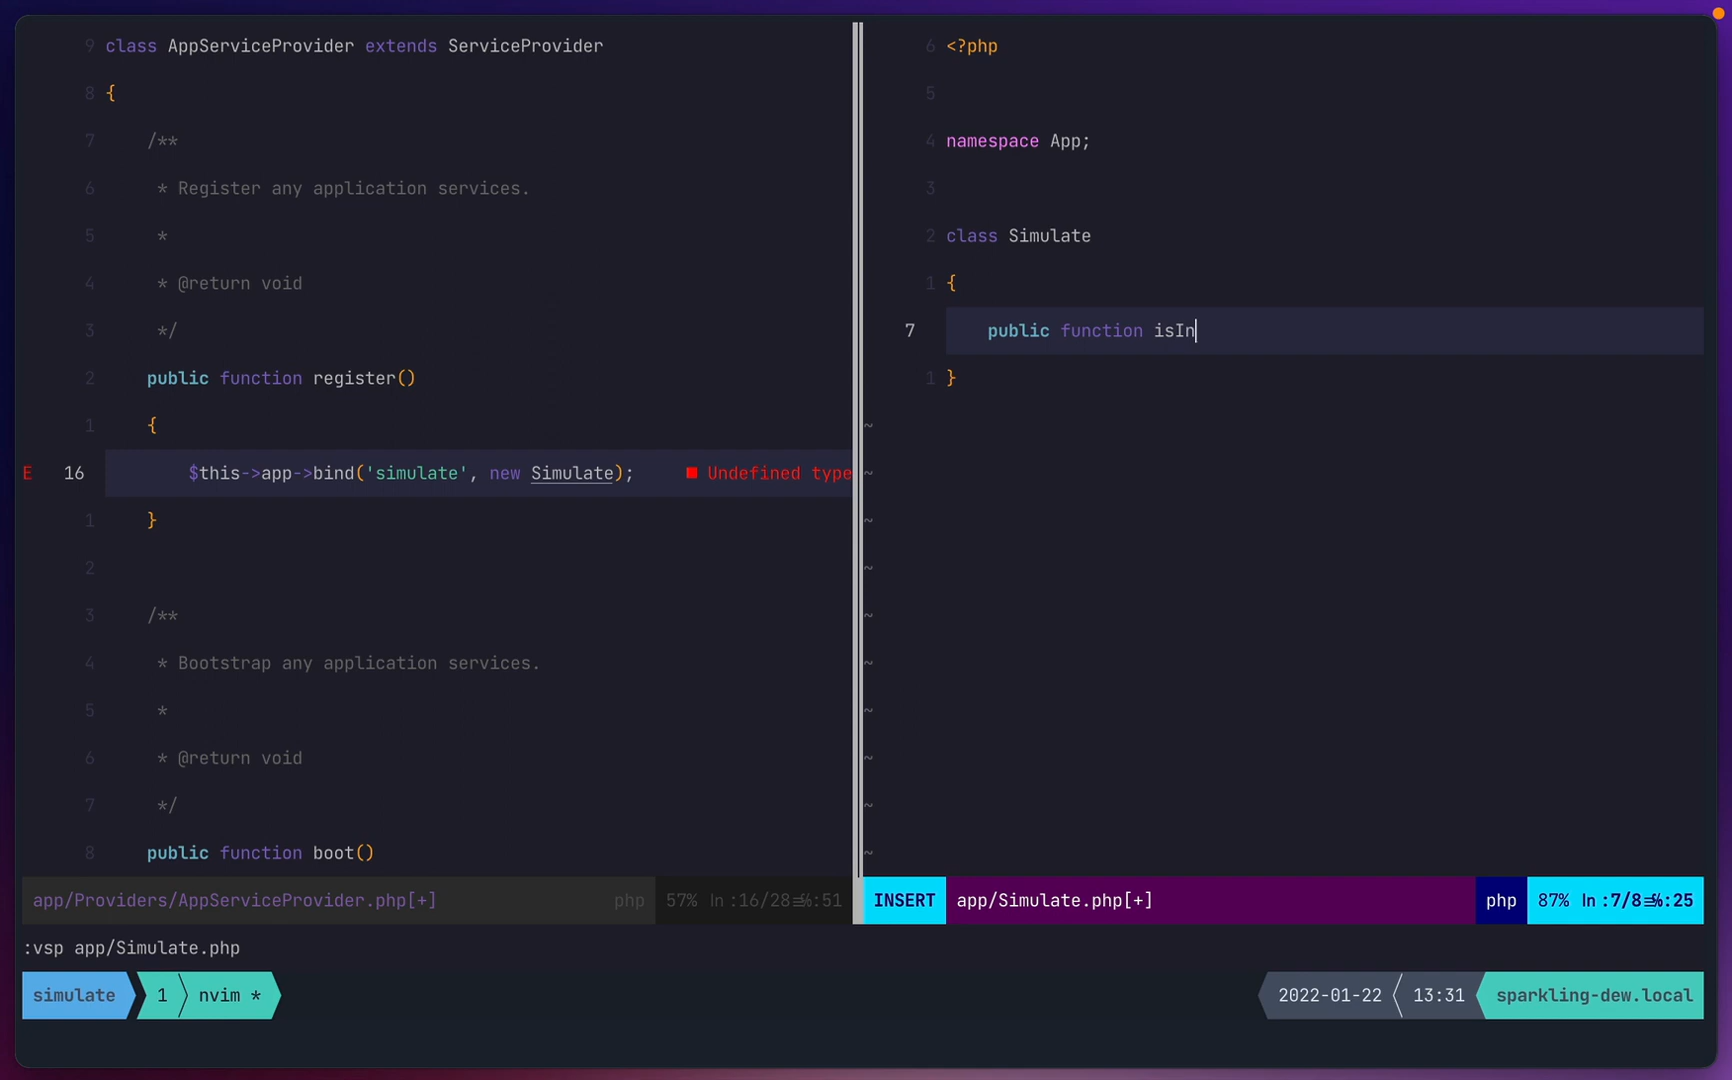 9 class AppServiceProvider extends ServiceProvider
8 {
7 /**
6 * Register any application services.
5 *
4 * @return void
3 */
2 public function register()
1 {
E 16 $this->app->bind('simulate', new Simulate); ■ Undefined type
1 }
2
3 /**
4 * Bootstrap any application services.
5 *
6 * @return void
7 */
8 public function boot()
app/Providers/AppServiceProvider.php[+] php 57% ln :16/28≡℅:51
6 <?php
5
4 namespace App;
3
2 class Simulate
1 {
7 public function isIn
1 }
~
~
~
~
~
~
~
~
~
~
INSERT app/Simulate.php[+] php 87% ln :7/8≡℅:25
:vsp app/Simulate.php
simulate 1 nvim * 2022-01-22 13:31 sparkling-dew.local